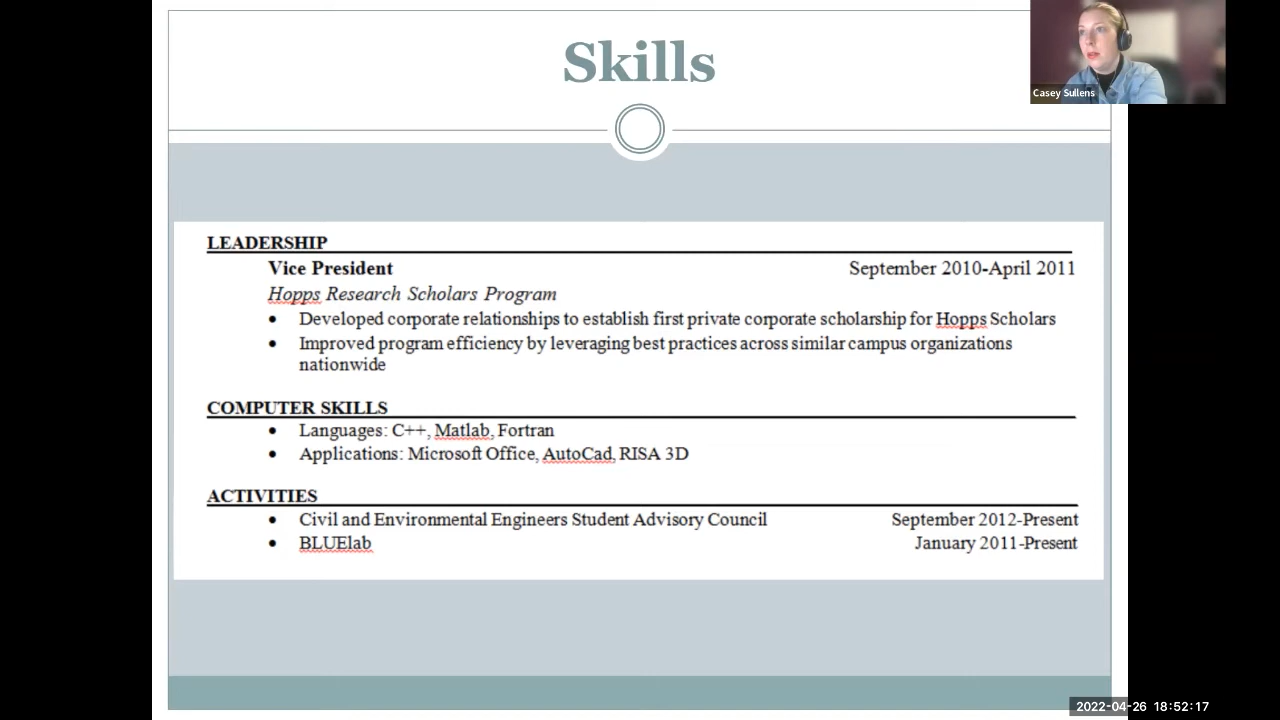 Skills
Casey Sullens
LEADERSHIP
Vice President September 2010-April 2011
Hopps Research Scholars Program
• Developed corporate relationships to establish first private corporate scholarship for Hopps Scholars
• Improved program efficiency by leveraging best practices across similar campus organizations
nationwide
COMPUTER SKILLS
• Languages: C++, Matlab, Fortran
• Applications: Microsoft Office, AutoCad, RISA 3D
ACTIVITIES
• Civil and Environmental Engineers Student Advisory Council September 2012-Present
• BLUElab January 2011-Present
2022-04-26 18:52:17